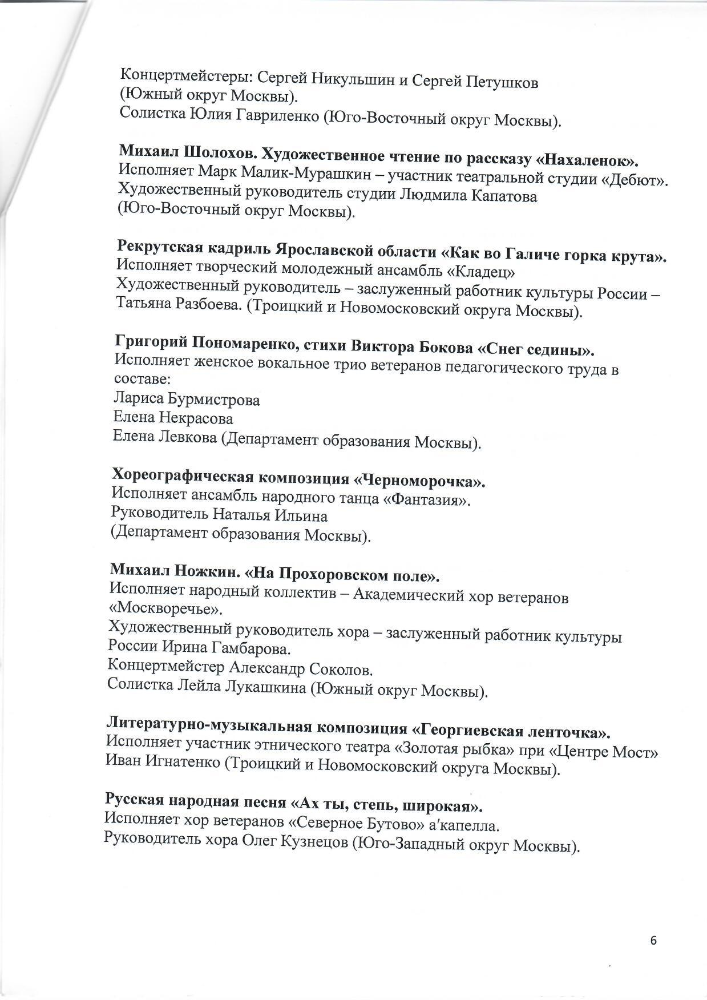 Концертмейстеры: Сергей Никульшин и Сергей Петушков
(Южный округ Москвы).
Солистка Юлия Гавриленко (Юго-Восточный округ Москвы).
Михаил Шолохов. Художественное чтение по рассказу «Нахаленок».
Исполняет Марк Малик-Мурашкин – участник театральной студии «Дебют».
Художественный руководитель студии Людмила Капатова
(Юго-Восточный округ Москвы).
Рекрутская кадриль Ярославской области «Как во Галиче горка крута».
Исполняет творческий молодежный ансамбль «Кладец»
Художественный руководитель – заслуженный работник культуры России –
Татьяна Разбоева. (Троицкий и Новомосковский округа Москвы).
Григорий Пономаренко, стихи Виктора Бокова «Снег седины».
Исполняет женское вокальное трио ветеранов педагогического труда в
составе:
Лариса Бурмистрова
Елена Некрасова
Елена Левкова (Департамент образования Москвы).
Хореографическая композиция «Черноморочка».
Исполняет ансамбль народного танца «Фантазия».
Руководитель Наталья Ильина
(Департамент образования Москвы).
Михаил Ножкин. «На Прохоровском поле».
Исполняет народный коллектив – Академический хор ветеранов
«Москворечье».
Художественный руководитель хора – заслуженный работник культуры
России Ирина Гамбарова.
Концертмейстер Александр Соколов.
Солистка Лейла Лукашкина (Южный округ Москвы).
Литературно-музыкальная композиция «Георгиевская ленточка».
Исполняет участник этнического театра «Золотая рыбка» при «Центре Мост»
Иван Игнатенко (Троицкий и Новомосковский округа Москвы).
Русская народная песня «Ах ты, степь, широкая».
Исполняет хор ветеранов «Северное Бутово» а′капелла.
Руководитель хора Олег Кузнецов (Юго-Западный округ Москвы).
6